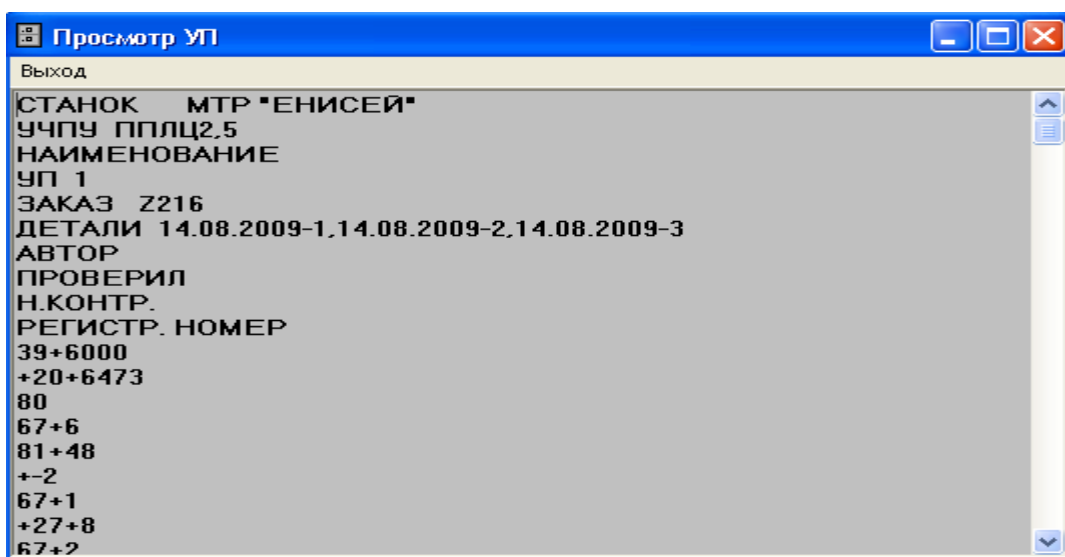 Просмотр УП
Выход
СТАНОК МТР "ЕНИСЕЙ"
УЧПУ ППЛЦ2,5
НАИМЕНОВАНИЕ
УП 1
ЗАКАЗ Z216
ДЕТАЛИ 14.08.2009-1,14.08.2009-2,14.08.2009-3
АВТОР
ПРОВЕРИЛ
Н.КОНТР.
РЕГИСТР. НОМЕР
39+6000
+20+6473
80
67+6
81+48
+-2
67+1
+27+8
67+2